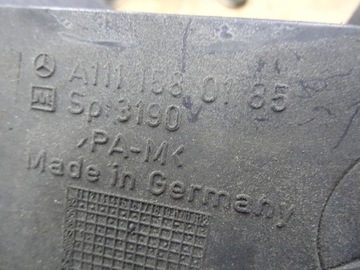 A111 158 01 85
Sp 3190
>PA-M<
Made in Germany